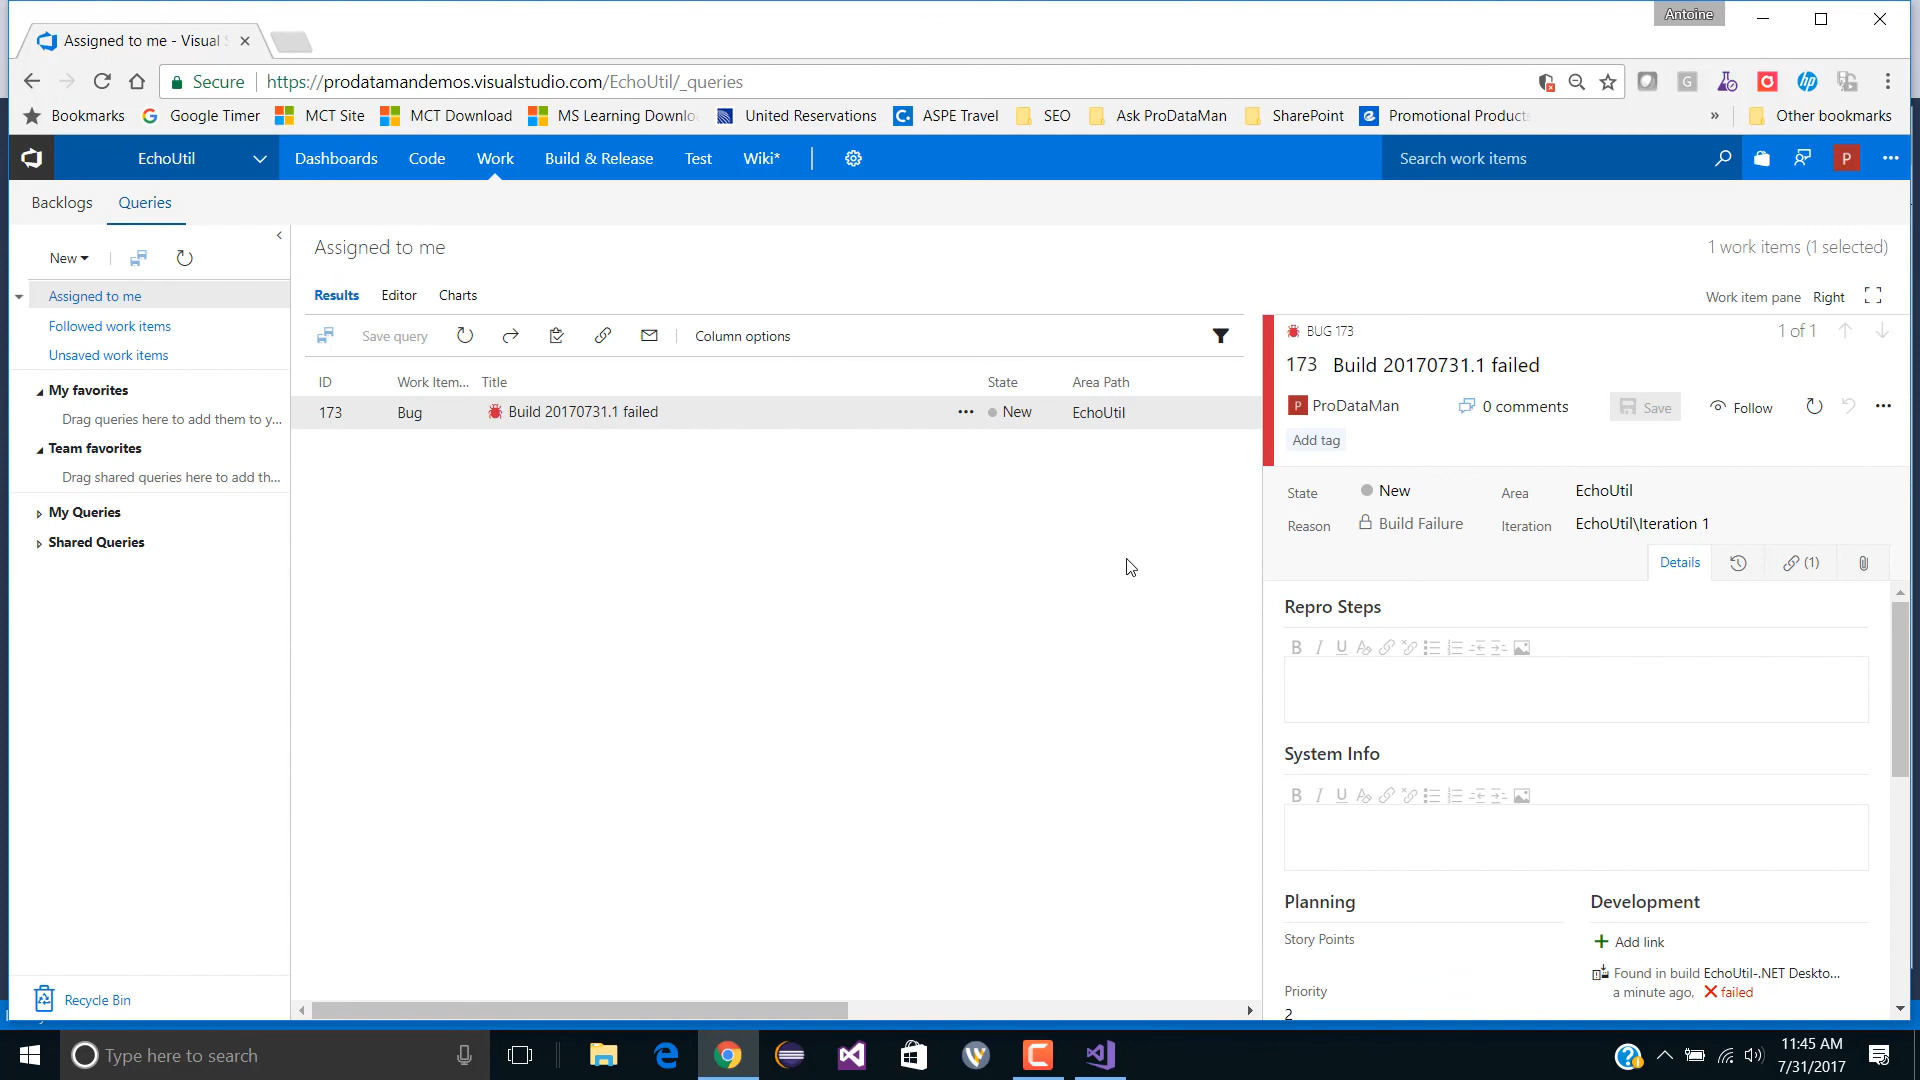 Antoine
Assigned to me - Visual S
Secure
https://prodatamandemos.visualstudio.com/EchoUtil/_queries
Bookmarks Google Timer MCT Site MCT Download MS Learning Downlo United Reservations ASPE Travel SEO Ask ProDataMan SharePoint Promotional Products » Other bookmarks
EchoUtil Dashboards Code Work Build & Release Test Wiki* Search work items P
Backlogs Queries
New
Assigned to me
Followed work items
Unsaved work items
My favorites
Drag queries here to add them to y...
Team favorites
Drag shared queries here to add th...
My Queries
Shared Queries
Recycle Bin
Assigned to me
1 work items (1 selected)
Results Editor Charts
Work item pane Right
Save query Column options
ID Work Item... Title State Area Path
173 Bug Build 20170731.1 failed ••• New EchoUtil
BUG 173
1 of 1
173 Build 20170731.1 failed
P ProDataMan 0 comments Save Follow
Add tag
State New Area EchoUtil
Reason Build Failure Iteration EchoUtil\Iteration 1
Details (1)
Repro Steps
B I U
System Info
B I U
Planning
Story Points
Priority
2
Development
Add link
Found in build EchoUtil-.NET Deskto...
a minute ago, failed
Type here to search
11:45 AM
7/31/2017